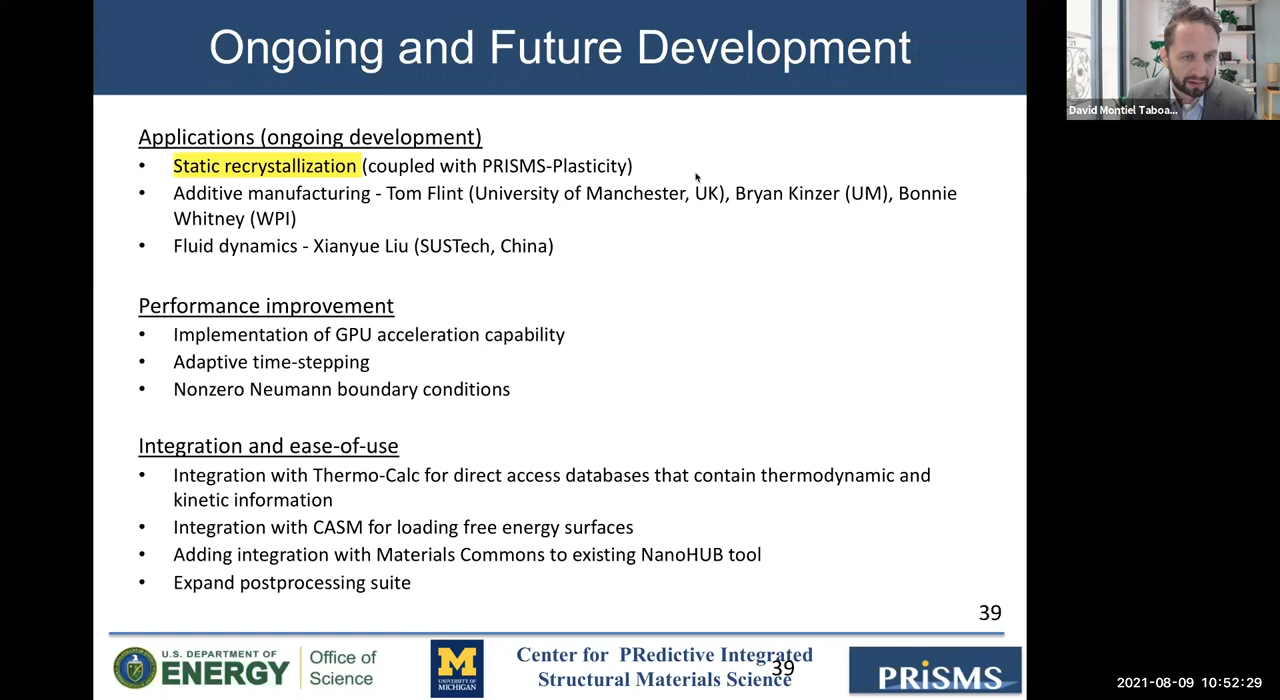 Ongoing and Future Development
David Montiel Taboa...
Applications (ongoing development)
• Static recrystallization (coupled with PRISMS-Plasticity)
• Additive manufacturing - Tom Flint (University of Manchester, UK), Bryan Kinzer (UM), Bonnie
Whitney (WPI)
• Fluid dynamics - Xianyue Liu (SUSTech, China)
Performance improvement
• Implementation of GPU acceleration capability
• Adaptive time-stepping
• Nonzero Neumann boundary conditions
Integration and ease-of-use
• Integration with Thermo-Calc for direct access databases that contain thermodynamic and
kinetic information
• Integration with CASM for loading free energy surfaces
• Adding integration with Materials Commons to existing NanoHUB tool
• Expand postprocessing suite
39
U.S. DEPARTMENT OF
ENERGY
Office of
Science
M
UNIVERSITY OF
MICHIGAN
Center for PRedictive Integrated
Structural Materials Science
39
PRiSMS
2021-08-09 10:52:29